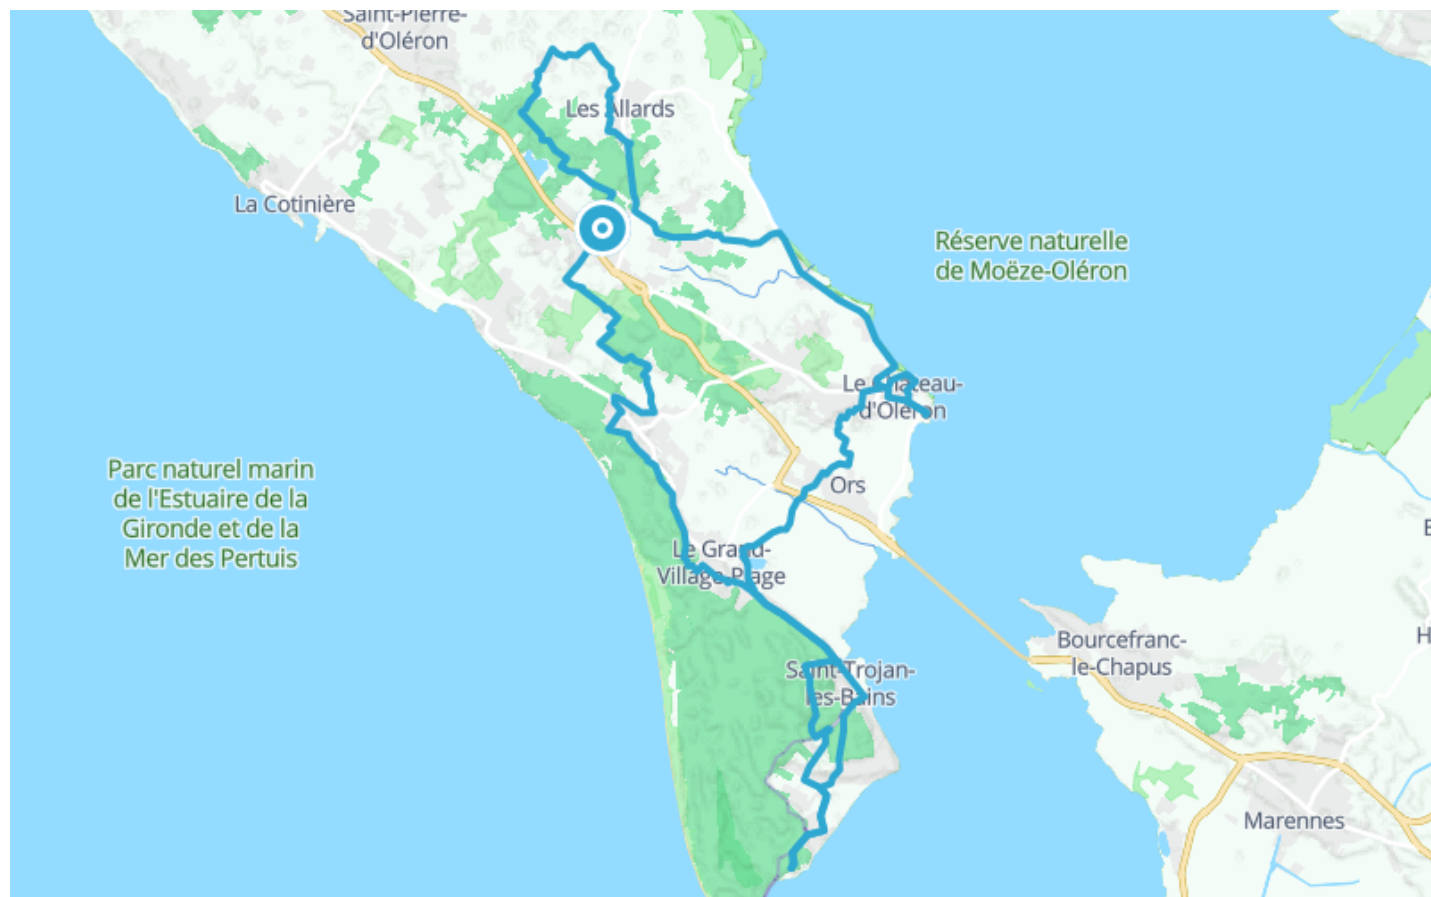 Saint-Pierre-
d'Oléron
Les Allards
La Cotinière
Réserve naturelle
de Moëze-Oléron
Le Château-
d'Oléron
Parc naturel marin
de l'Estuaire de la
Gironde et de la
Mer des Pertuis
Ors
Le Grand-
Village-Plage
Saint-Trojan-
les-Bains
Bourcefranc-
le-Chapus
Marennes